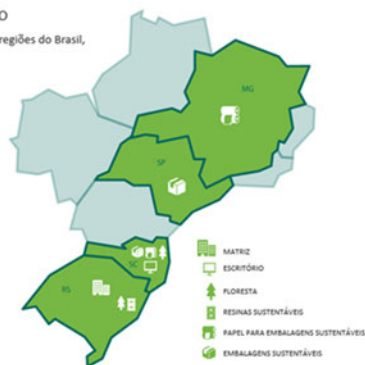 O
regiões do Brasil,
MG
SP
SC
RS
MATRIZ
ESCRITÓRIO
FLORESTA
RESINAS SUSTENTÁVEIS
PAPEL PARA EMBALAGENS SUSTENTÁVEIS
EMBALAGENS SUSTENTÁVEIS